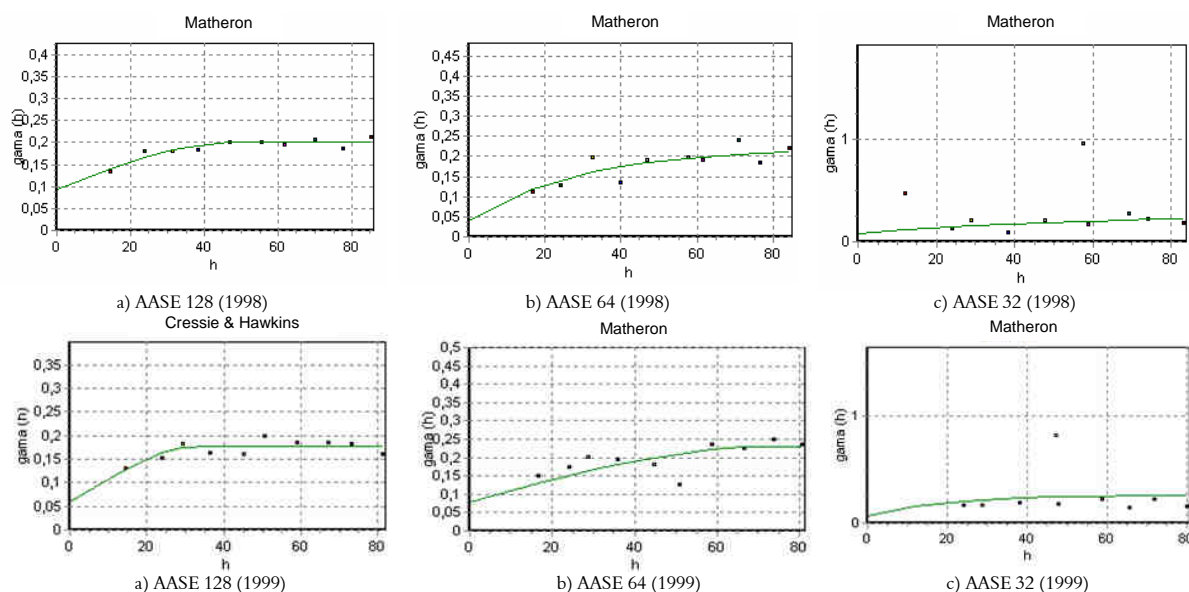 Matheron
gama (h)
0,4
0,35
0,3
0,25
0,2
0,15
0,1
0,05
0
0 20 40 60 80
h
a) AASE 128 (1998)
Matheron
gama (h)
0,45
0,4
0,35
0,3
0,25
0,2
0,15
0,1
0,05
0
0 20 40 60 80
h
b) AASE 64 (1998)
Matheron
gama (h)
1
0
0 20 40 60 80
h
c) AASE 32 (1998)
Cressie & Hawkins
gama (h)
0,35
0,3
0,25
0,2
0,15
0,1
0,05
0
0 20 40 60 80
h
a) AASE 128 (1999)
Matheron
gama (h)
0,5
0,45
0,4
0,35
0,3
0,25
0,2
0,15
0,1
0,05
0
0 20 40 60 80
h
b) AASE 64 (1999)
Matheron
gama (h)
1
0
0 20 40 60 80
h
c) AASE 32 (1999)